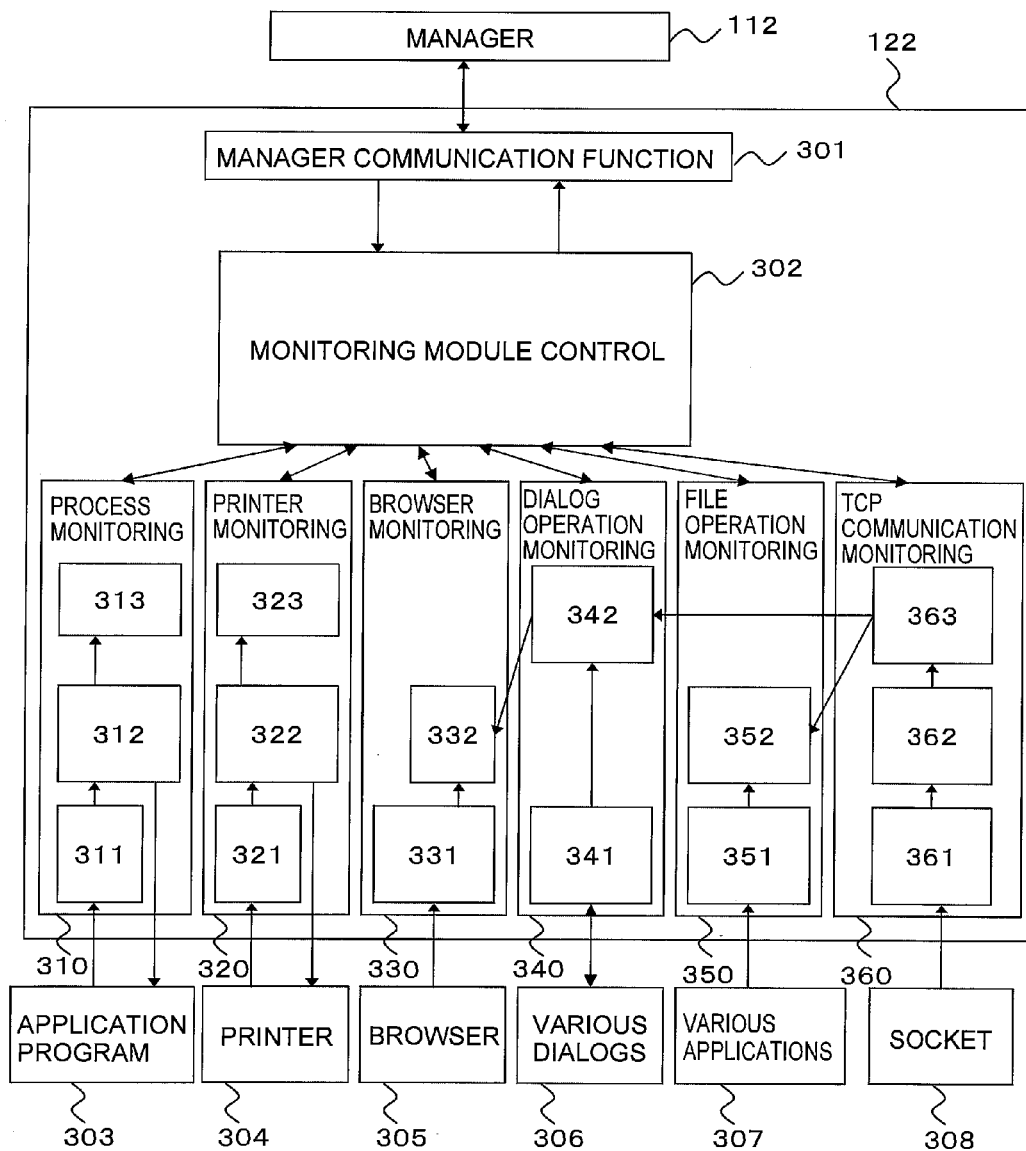 MANAGER
112
122
MANAGER COMMUNICATION FUNCTION
301
302
MONITORING MODULE CONTROL
PROCESS
MONITORING
PRINTER
MONITORING
BROWSER
MONITORING
DIALOG
OPERATION
MONITORING
FILE
OPERATION
MONITORING
TCP
COMMUNICATION
MONITORING
313
323
342
363
312
322
332
352
362
311
321
331
341
351
361
310
320
330
340
350
360
APPLICATION
PROGRAM
PRINTER
BROWSER
VARIOUS
DIALOGS
VARIOUS
APPLICATIONS
SOCKET
303
304
305
306
307
308